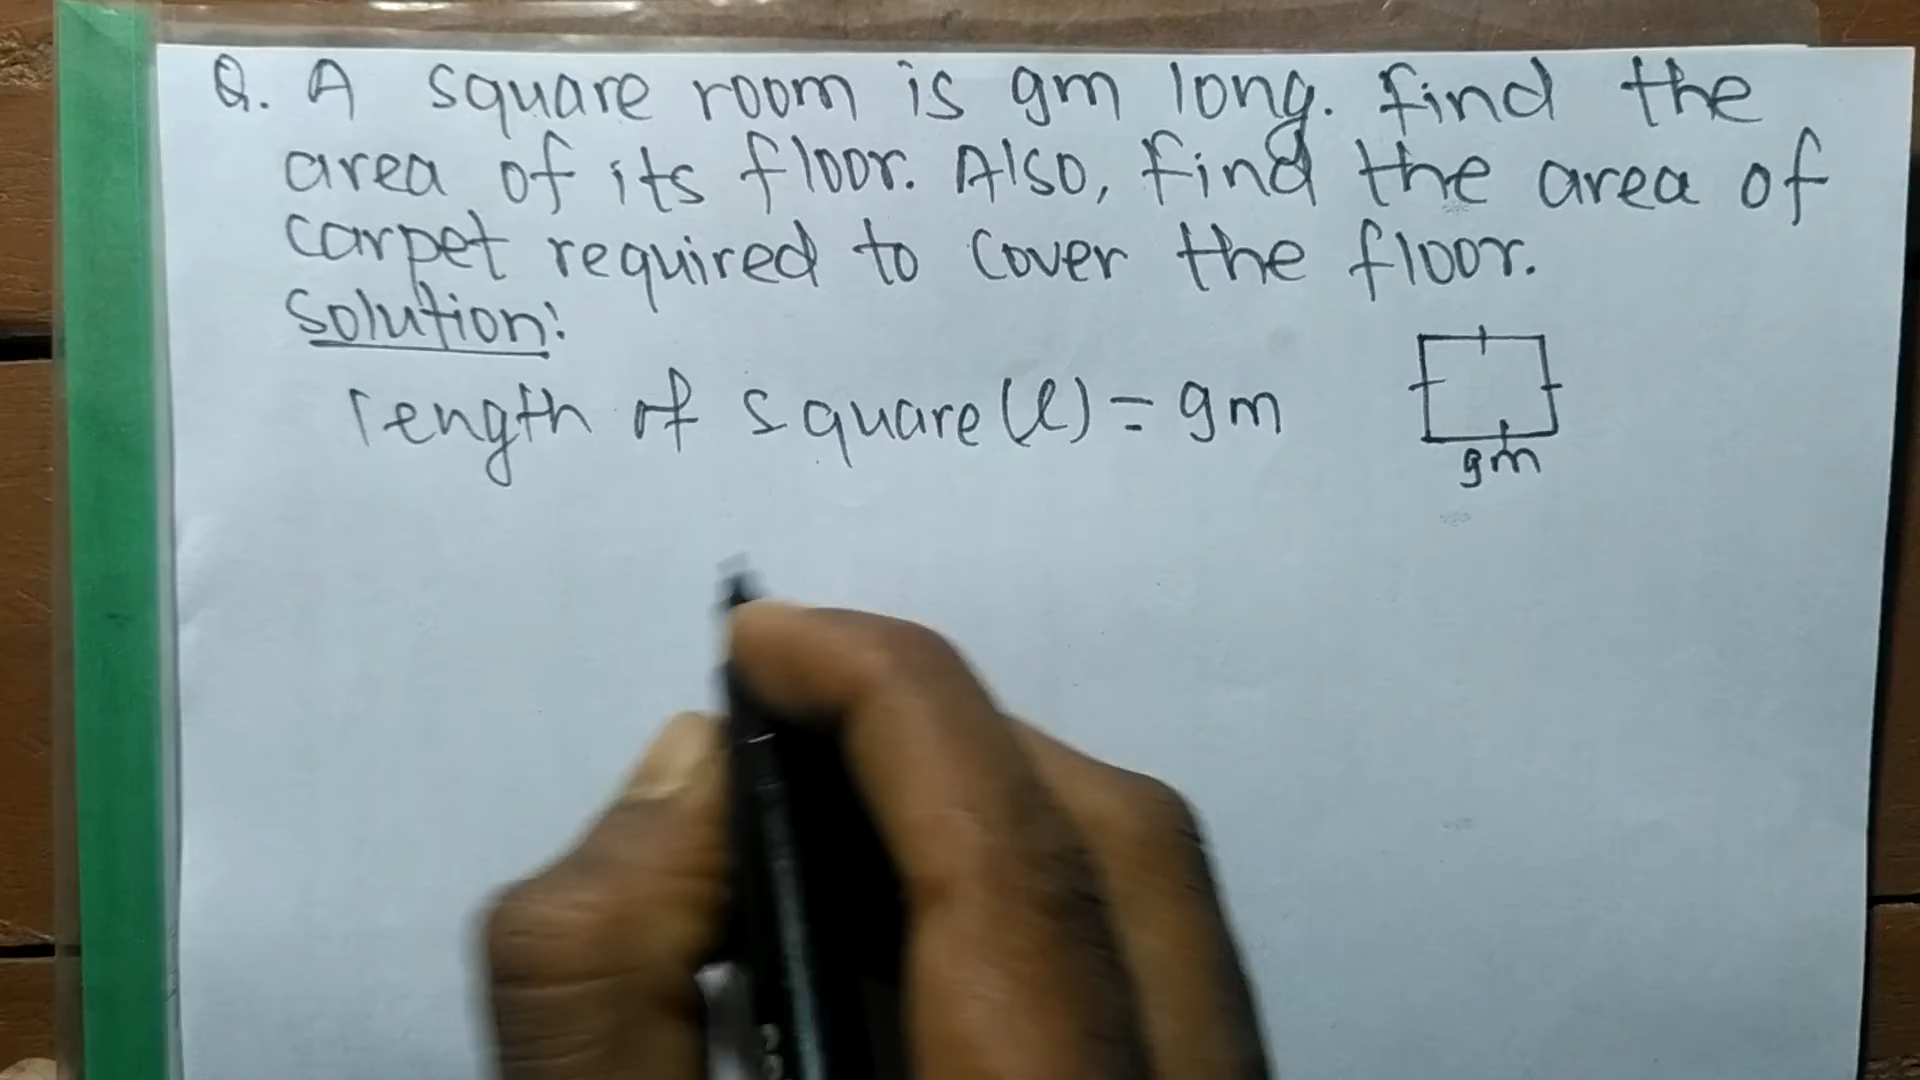 Q. A square room is 9m long. Find the
area of its floor. Also, find the area of
carpet required to cover the floor.
Solution:
length of square (l) = 9m
9m